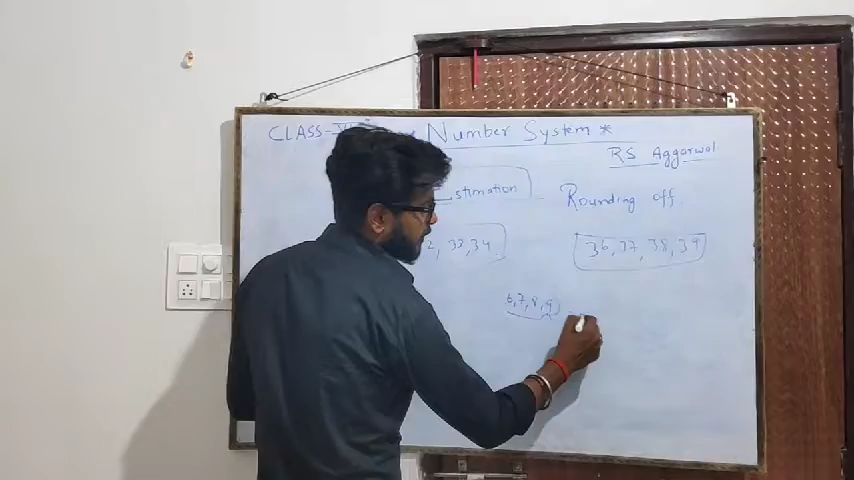 CLASS- Number System *
RS Aggarwal
stimation Rounding off
2, 33, 34 36, 37, 38, 39
6, 7, 8, 9